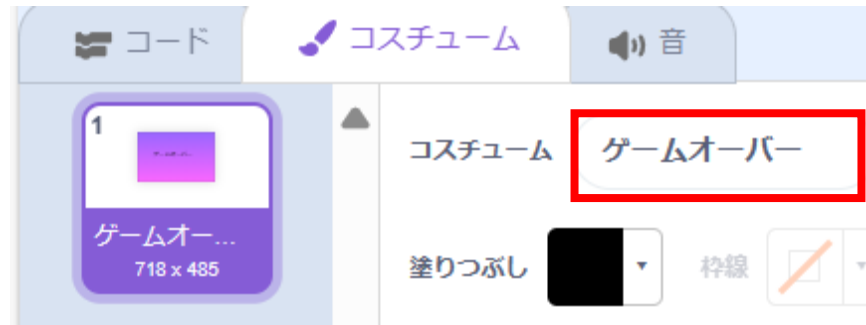 コード
コスチューム
音
1
ゲームオー...
718 x 485
コスチューム
ゲームオーバー
塗りつぶし
枠線